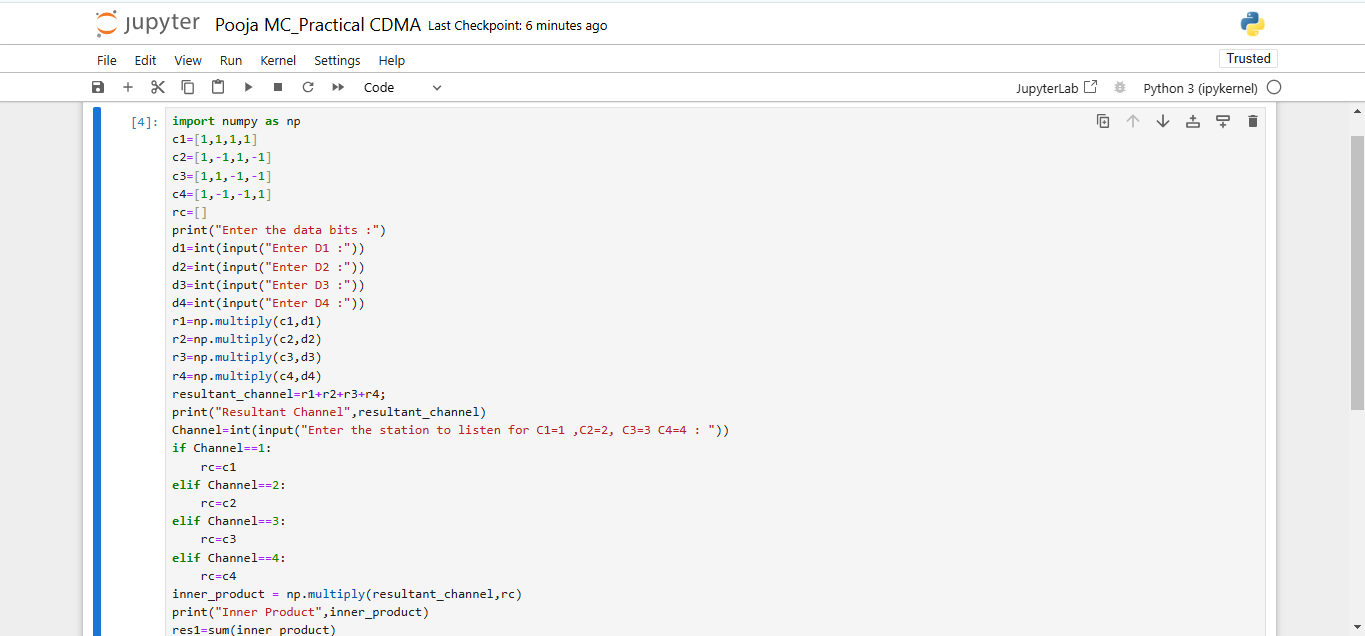 jupyter Pooja MC_Practical CDMA Last Checkpoint: 6 minutes ago
File Edit View Run Kernel Settings Help Trusted
Code JupyterLab Python 3 (ipykernel)
[4]: import numpy as np
c1=[1,1,1,1]
c2=[1,-1,1,-1]
c3=[1,1,-1,-1]
c4=[1,-1,-1,1]
rc=[]
print("Enter the data bits :")
d1=int(input("Enter D1 :"))
d2=int(input("Enter D2 :"))
d3=int(input("Enter D3 :"))
d4=int(input("Enter D4 :"))
r1=np.multiply(c1,d1)
r2=np.multiply(c2,d2)
r3=np.multiply(c3,d3)
r4=np.multiply(c4,d4)
resultant_channel=r1+r2+r3+r4;
print("Resultant Channel",resultant_channel)
Channel=int(input("Enter the station to listen for C1=1 ,C2=2, C3=3 C4=4 : "))
if Channel==1:
    rc=c1
elif Channel==2:
    rc=c2
elif Channel==3:
    rc=c3
elif Channel==4:
    rc=c4
inner_product = np.multiply(resultant_channel,rc)
print("Inner Product",inner_product)
res1=sum(inner_product)